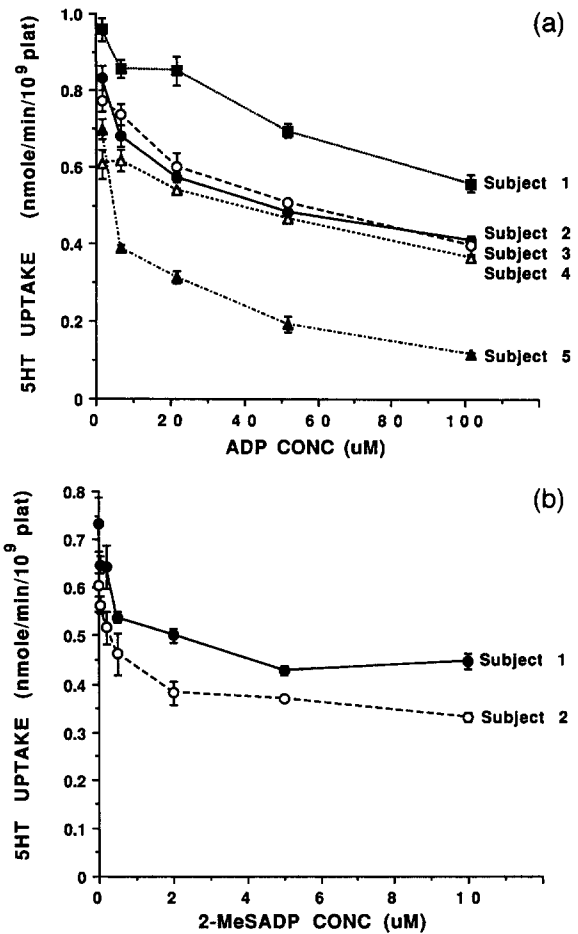 (a)
5HT UPTAKE (nmole/min/10⁹ plat)
1.0
0.8
0.6
0.4
0.2
0
Subject 1
Subject 2
Subject 3
Subject 4
Subject 5
0 20 40 60 80 100
ADP CONC (uM)
(b)
5HT UPTAKE (nmole/min/10⁹ plat)
0.8
0.7
0.6
0.5
0.4
0.3
0.2
0.1
0
Subject 1
Subject 2
0 2 4 6 8 10
2-MeSADP CONC (uM)